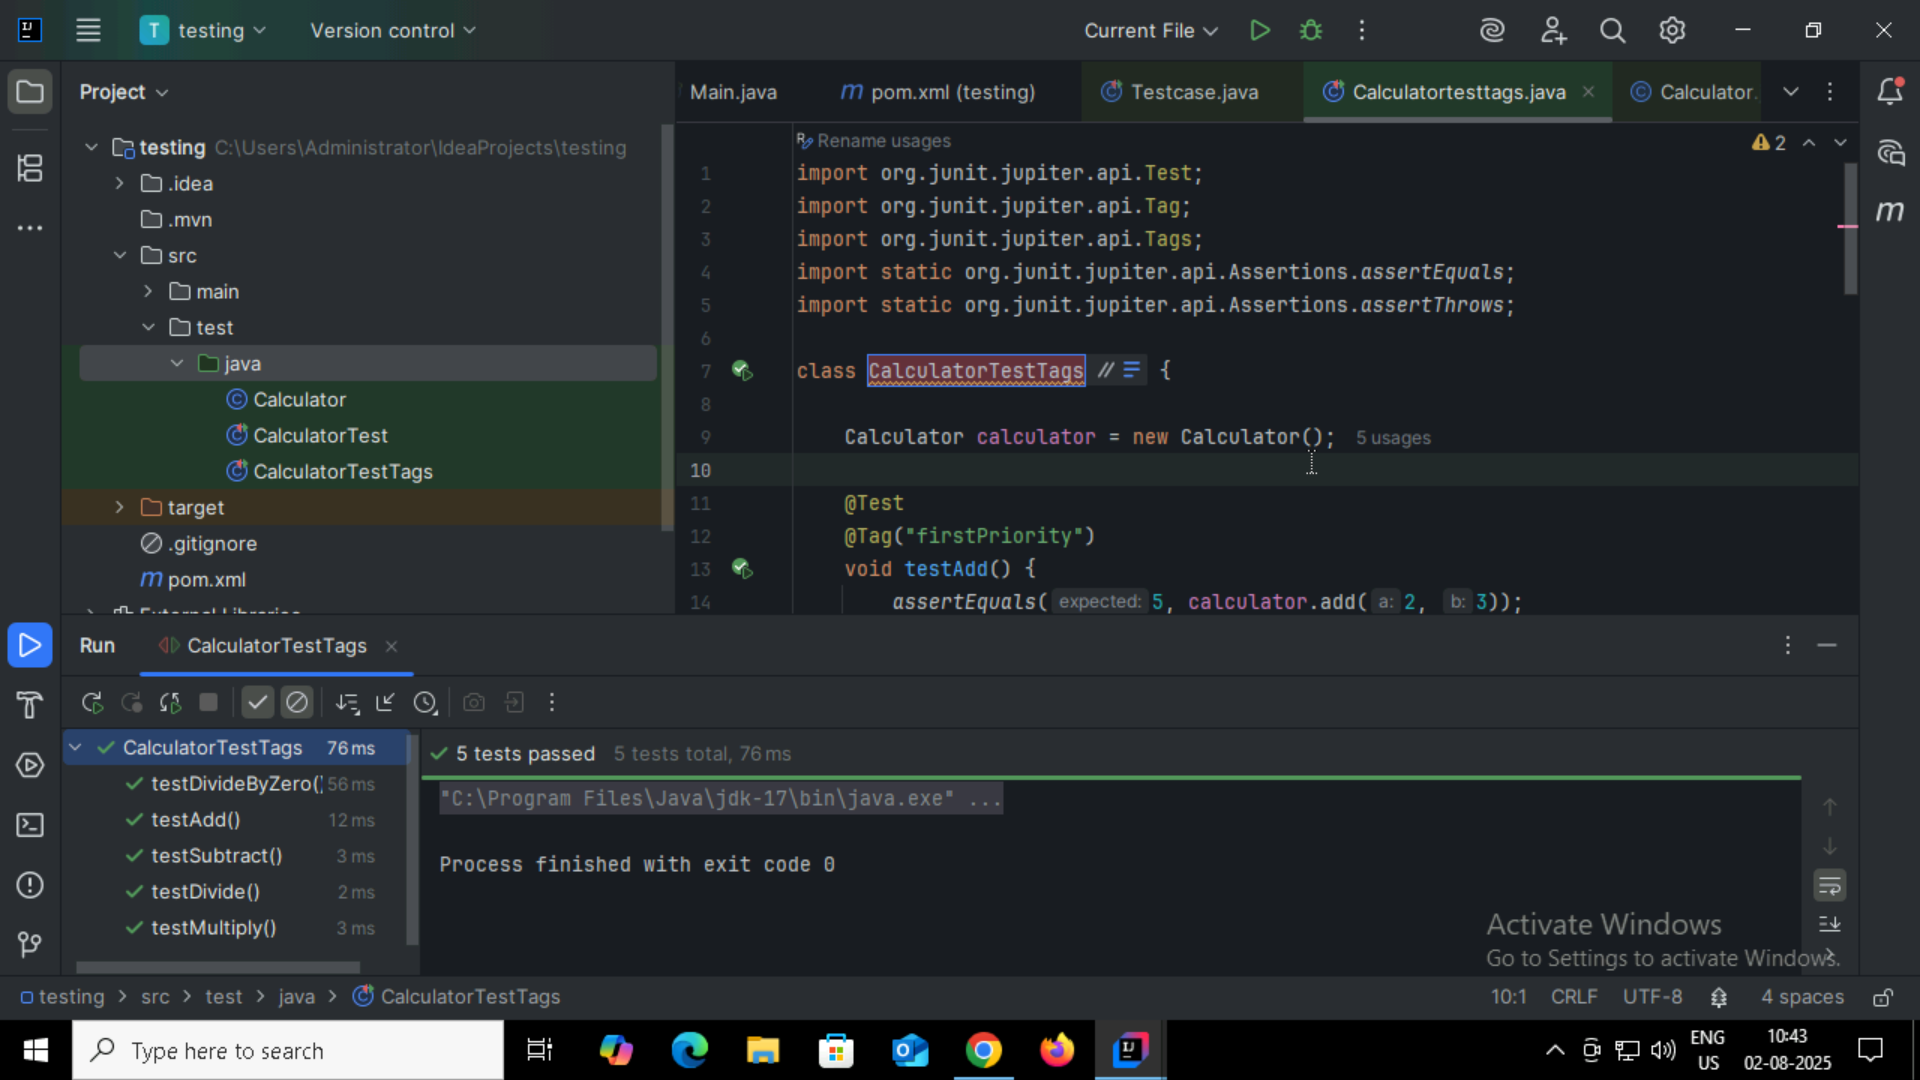 testing
Version control
Current File
Project
Main.java
pom.xml (testing)
Testcase.java
Calculatortesttags.java
Calculator.
testing C:\Users\Administrator\IdeaProjects\testing
.idea
.mvn
src
main
test
java
Calculator
CalculatorTest
CalculatorTestTags
target
.gitignore
pom.xml
External Libraries
Rename usages
2
1 import org.junit.jupiter.api.Test;
2 import org.junit.jupiter.api.Tag;
3 import org.junit.jupiter.api.Tags;
4 import static org.junit.jupiter.api.Assertions.assertEquals;
5 import static org.junit.jupiter.api.Assertions.assertThrows;
6
7 class CalculatorTestTags // {
8
9 Calculator calculator = new Calculator(); 5 usages
10
11 @Test
12 @Tag("firstPriority")
13 void testAdd() {
14 assertEquals( expected: 5, calculator.add( a: 2, b: 3));
Run
CalculatorTestTags
CalculatorTestTags 76 ms
testDivideByZero() 56 ms
testAdd() 12 ms
testSubtract() 3 ms
testDivide() 2 ms
testMultiply() 3 ms
5 tests passed 5 tests total, 76 ms
"C:\Program Files\Java\jdk-17\bin\java.exe" ...
Process finished with exit code 0
Activate Windows
Go to Settings to activate Windows.
testing > src > test > java > CalculatorTestTags
10:1 CRLF UTF-8 4 spaces
Type here to search
ENG
US
10:43
02-08-2025